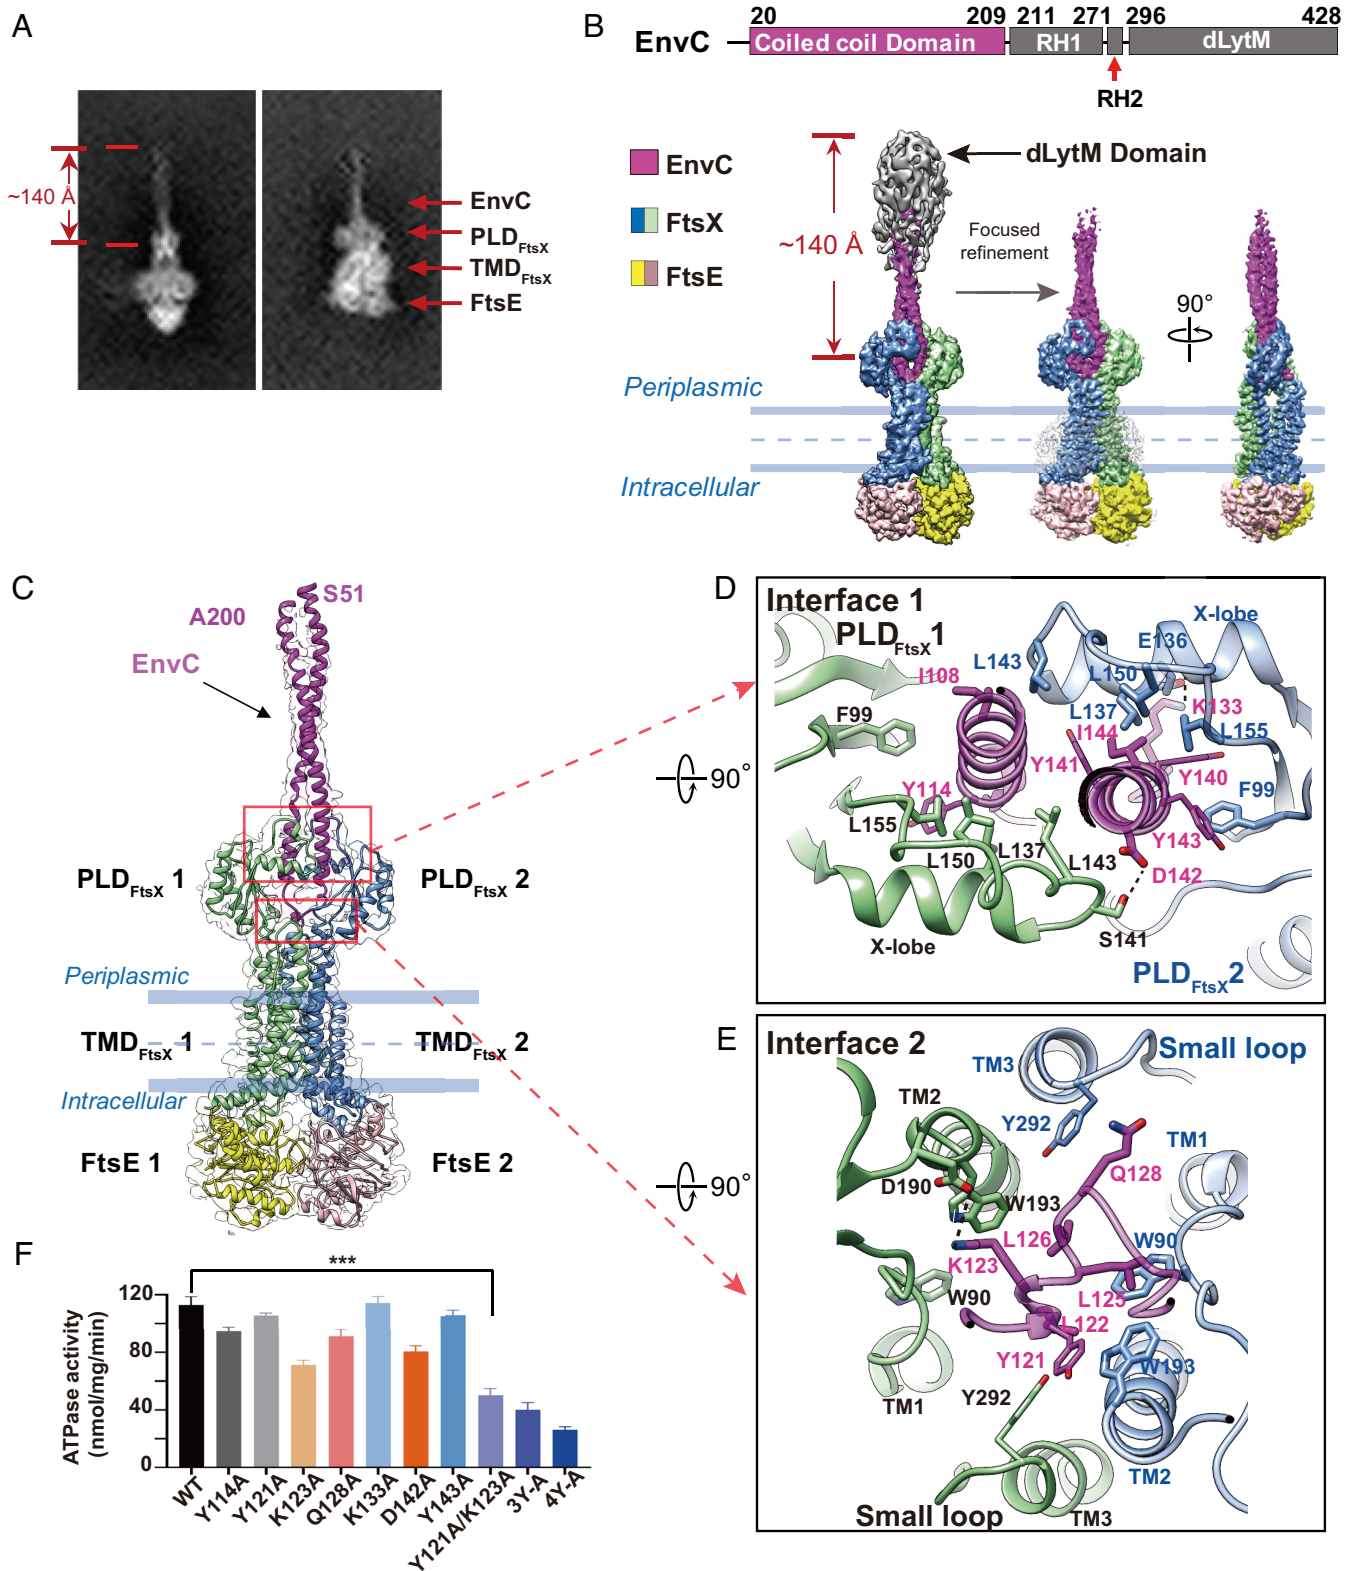 A
~140 Å
EnvC
PLDFtsX
TMDFtsX
FtsE
B
20 209 211 271 296 428
EnvC Coiled coil Domain RH1 dLytM
RH2
EnvC
FtsX
FtsE
dLytM Domain
~140 Å
Focused
refinement
90°
Periplasmic
Intracellular
C
S51
A200
EnvC
PLDFtsX 1
PLDFtsX 2
Periplasmic
TMDFtsX 1
TMDFtsX 2
Intracellular
FtsE 1
FtsE 2
90°
90°
D
Interface 1
PLDFtsX1
X-lobe
E136
L143
L150
I108
K133
L137
F99
I144
L155
Y141
Y140
Y114
F99
L155
Y143
L150
L137
L143
D142
X-lobe
S141
PLDFtsX2
E
Interface 2
Small loop
TM3
TM2
Y292
TM1
Q128
D190
W193
L126
W90
K123
W90
L125
L122
Y121
W193
Y292
TM1
TM2
Small loop
TM3
F
***
ATPase activity
(nmol/mg/min)
120
80
40
0
WT
Y114A
Y121A
K123A
Q128A
K133A
D142A
Y143A
Y121A/K123A
3Y-A
4Y-A